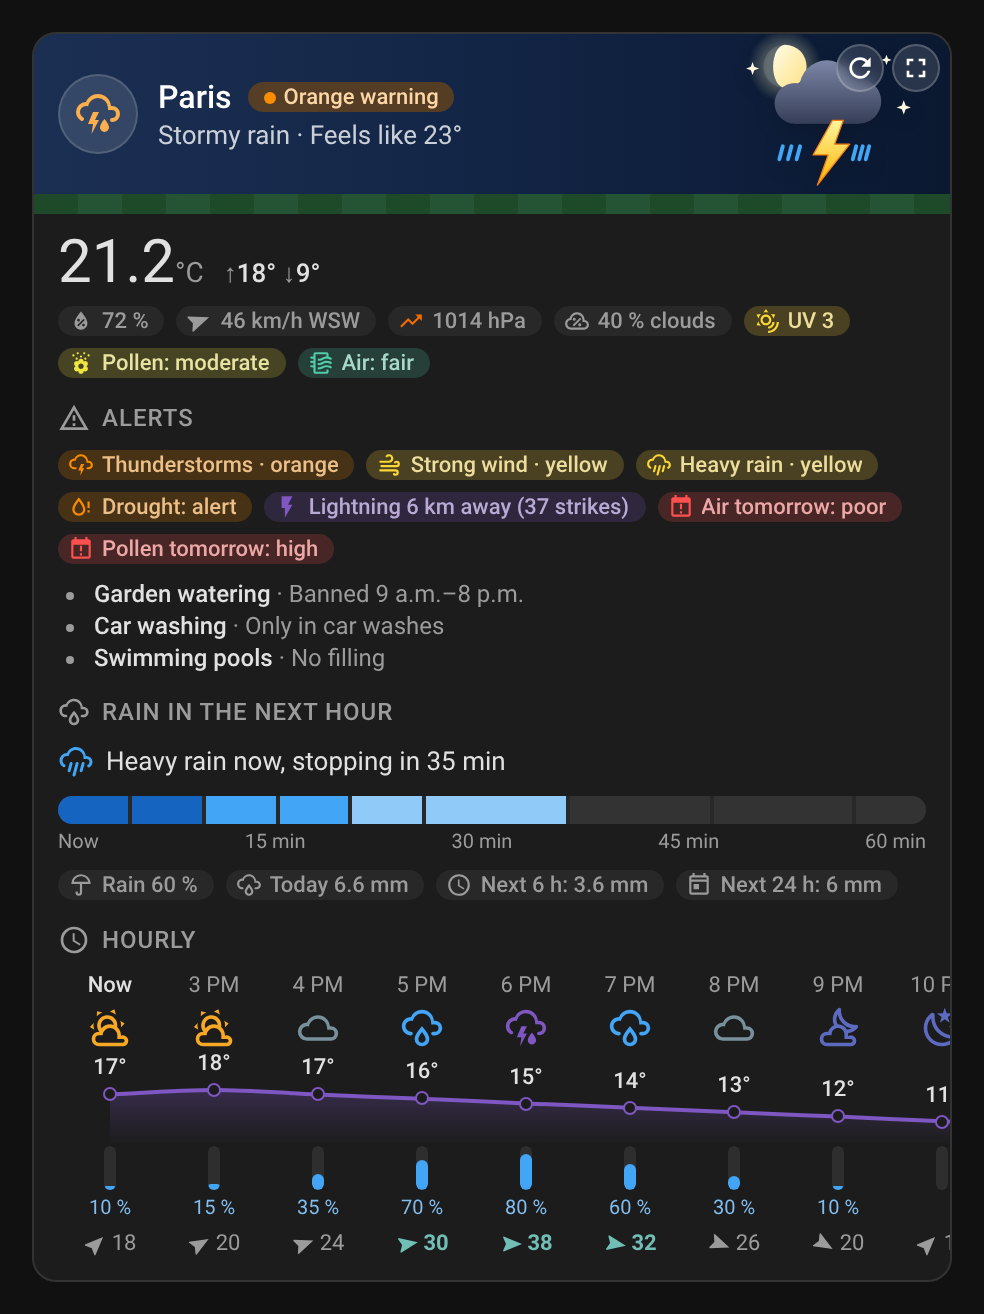 Paris Orange warning
Stormy rain · Feels like 23°
21.2°C ↑18° ↓9°
72 % 46 km/h WSW 1014 hPa 40 % clouds UV 3
Pollen: moderate Air: fair
ALERTS
Thunderstorms · orange Strong wind · yellow Heavy rain · yellow
Drought: alert Lightning 6 km away (37 strikes) Air tomorrow: poor
Pollen tomorrow: high
• Garden watering · Banned 9 a.m.–8 p.m.
• Car washing · Only in car washes
• Swimming pools · No filling
RAIN IN THE NEXT HOUR
Heavy rain now, stopping in 35 min
Now 15 min 30 min 45 min 60 min
Rain 60 % Today 6.6 mm Next 6 h: 3.6 mm Next 24 h: 6 mm
HOURLY
Now 3 PM 4 PM 5 PM 6 PM 7 PM 8 PM 9 PM 10
17° 18° 17° 16° 15° 14° 13° 12° 11
10 % 15 % 35 % 70 % 80 % 60 % 30 % 10 %
18 20 24 30 38 32 26 20